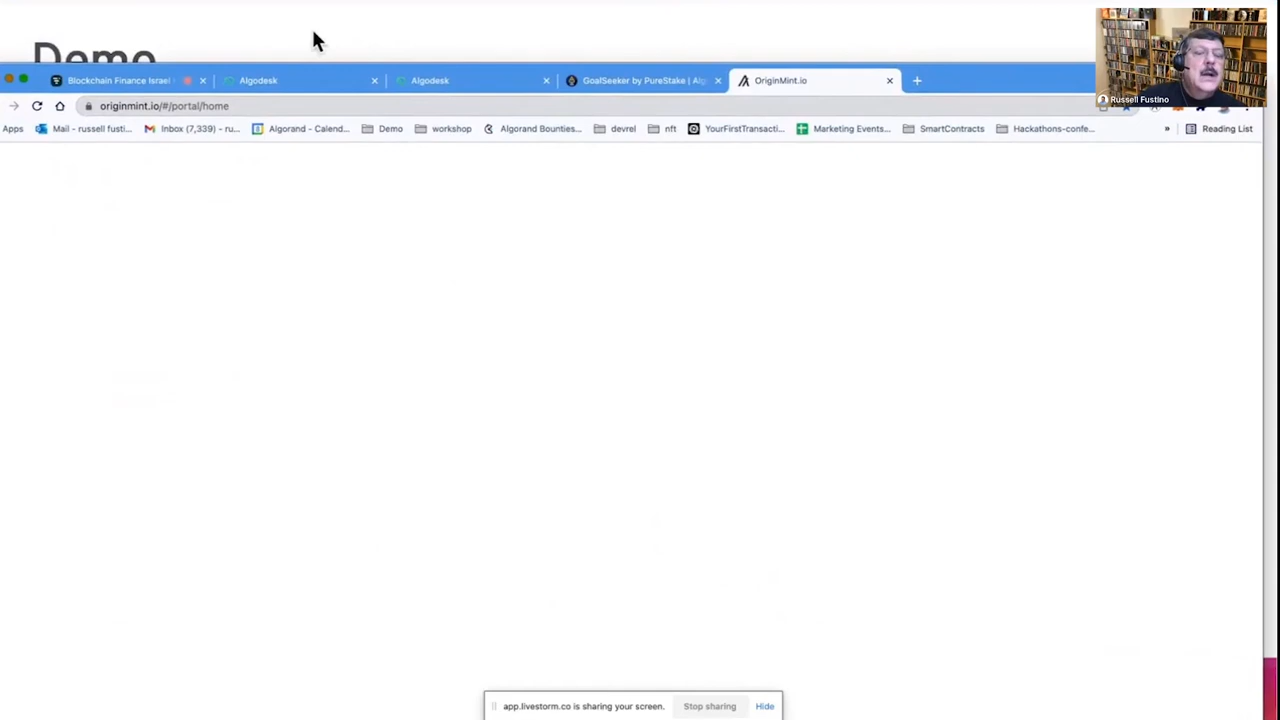 Demo
Blockchain Finance Israel
Algodesk
Algodesk
GoalSeeker by PureStake | Alg
OriginMint.io
originmint.io/#/portal/home
Russell Fustino
Apps
Mail - russell fusti...
Inbox (7,339) - ru...
Algorand - Calend...
Demo
workshop
Algorand Bounties...
devrel
nft
YourFirstTransacti...
Marketing Events...
SmartContracts
Hackathons-confe...
»
Reading List
app.livestorm.co is sharing your screen.
Stop sharing
Hide